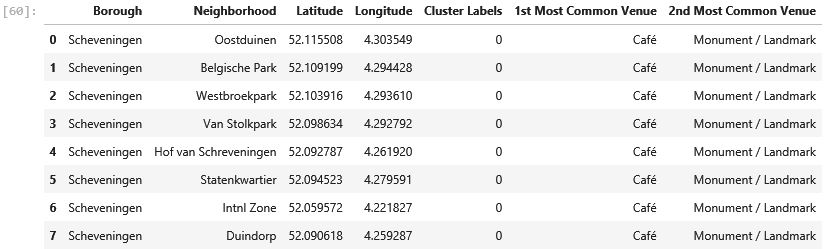 [60]: Borough Neighborhood Latitude Longitude Cluster Labels 1st Most Common Venue 2nd Most Common Venue
0 Scheveningen Oostduinen 52.115508 4.303549 0 Café Monument / Landmark
1 Scheveningen Belgische Park 52.109199 4.294428 0 Café Monument / Landmark
2 Scheveningen Westbroekpark 52.103916 4.293610 0 Café Monument / Landmark
3 Scheveningen Van Stolkpark 52.098634 4.292792 0 Café Monument / Landmark
4 Scheveningen Hof van Schreveningen 52.092787 4.261920 0 Café Monument / Landmark
5 Scheveningen Statenkwartier 52.094523 4.279591 0 Café Monument / Landmark
6 Scheveningen Intnl Zone 52.059572 4.221827 0 Café Monument / Landmark
7 Scheveningen Duindorp 52.090618 4.259287 0 Café Monument / Landmark